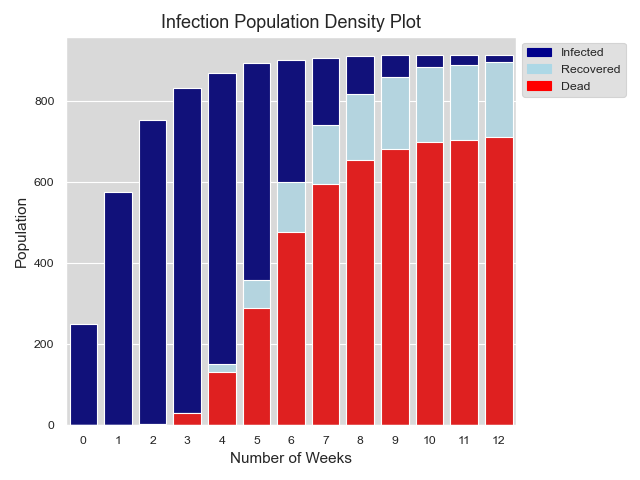 Infection Population Density Plot
Infected
Recovered
Dead
800
600
400
200
0
Population
0 1 2 3 4 5 6 7 8 9 10 11 12
Number of Weeks